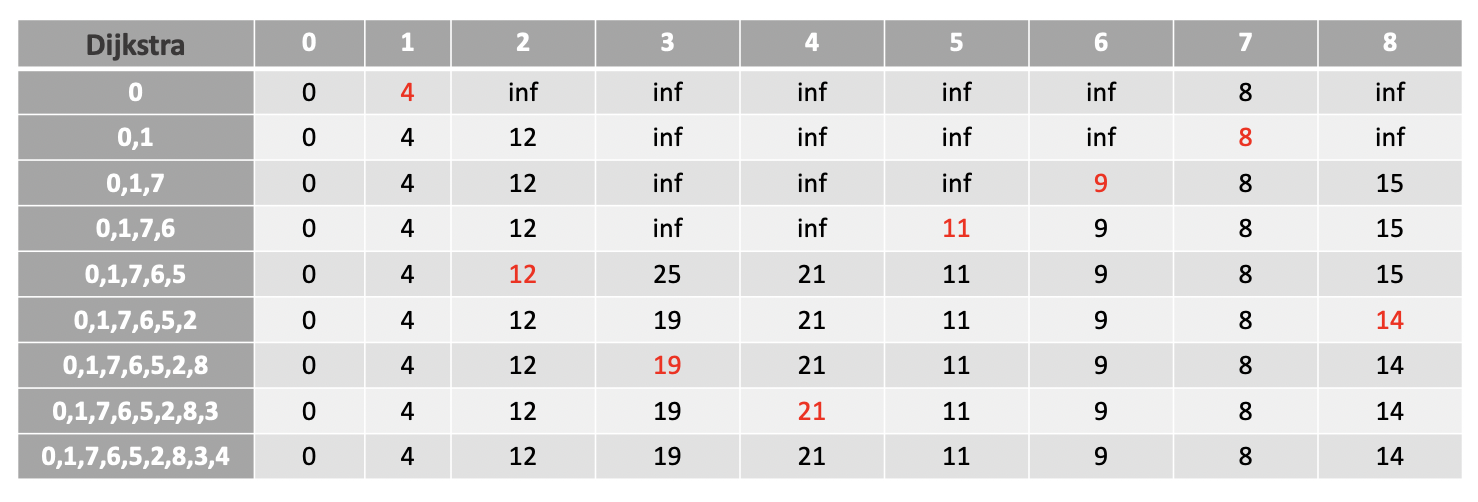 Dijkstra 0 1 2 3 4 5 6 7 8
0 0 4 inf inf inf inf inf 8 inf
0,1 0 4 12 inf inf inf inf 8 inf
0,1,7 0 4 12 inf inf inf 9 8 15
0,1,7,6 0 4 12 inf inf 11 9 8 15
0,1,7,6,5 0 4 12 25 21 11 9 8 15
0,1,7,6,5,2 0 4 12 19 21 11 9 8 14
0,1,7,6,5,2,8 0 4 12 19 21 11 9 8 14
0,1,7,6,5,2,8,3 0 4 12 19 21 11 9 8 14
0,1,7,6,5,2,8,3,4 0 4 12 19 21 11 9 8 14